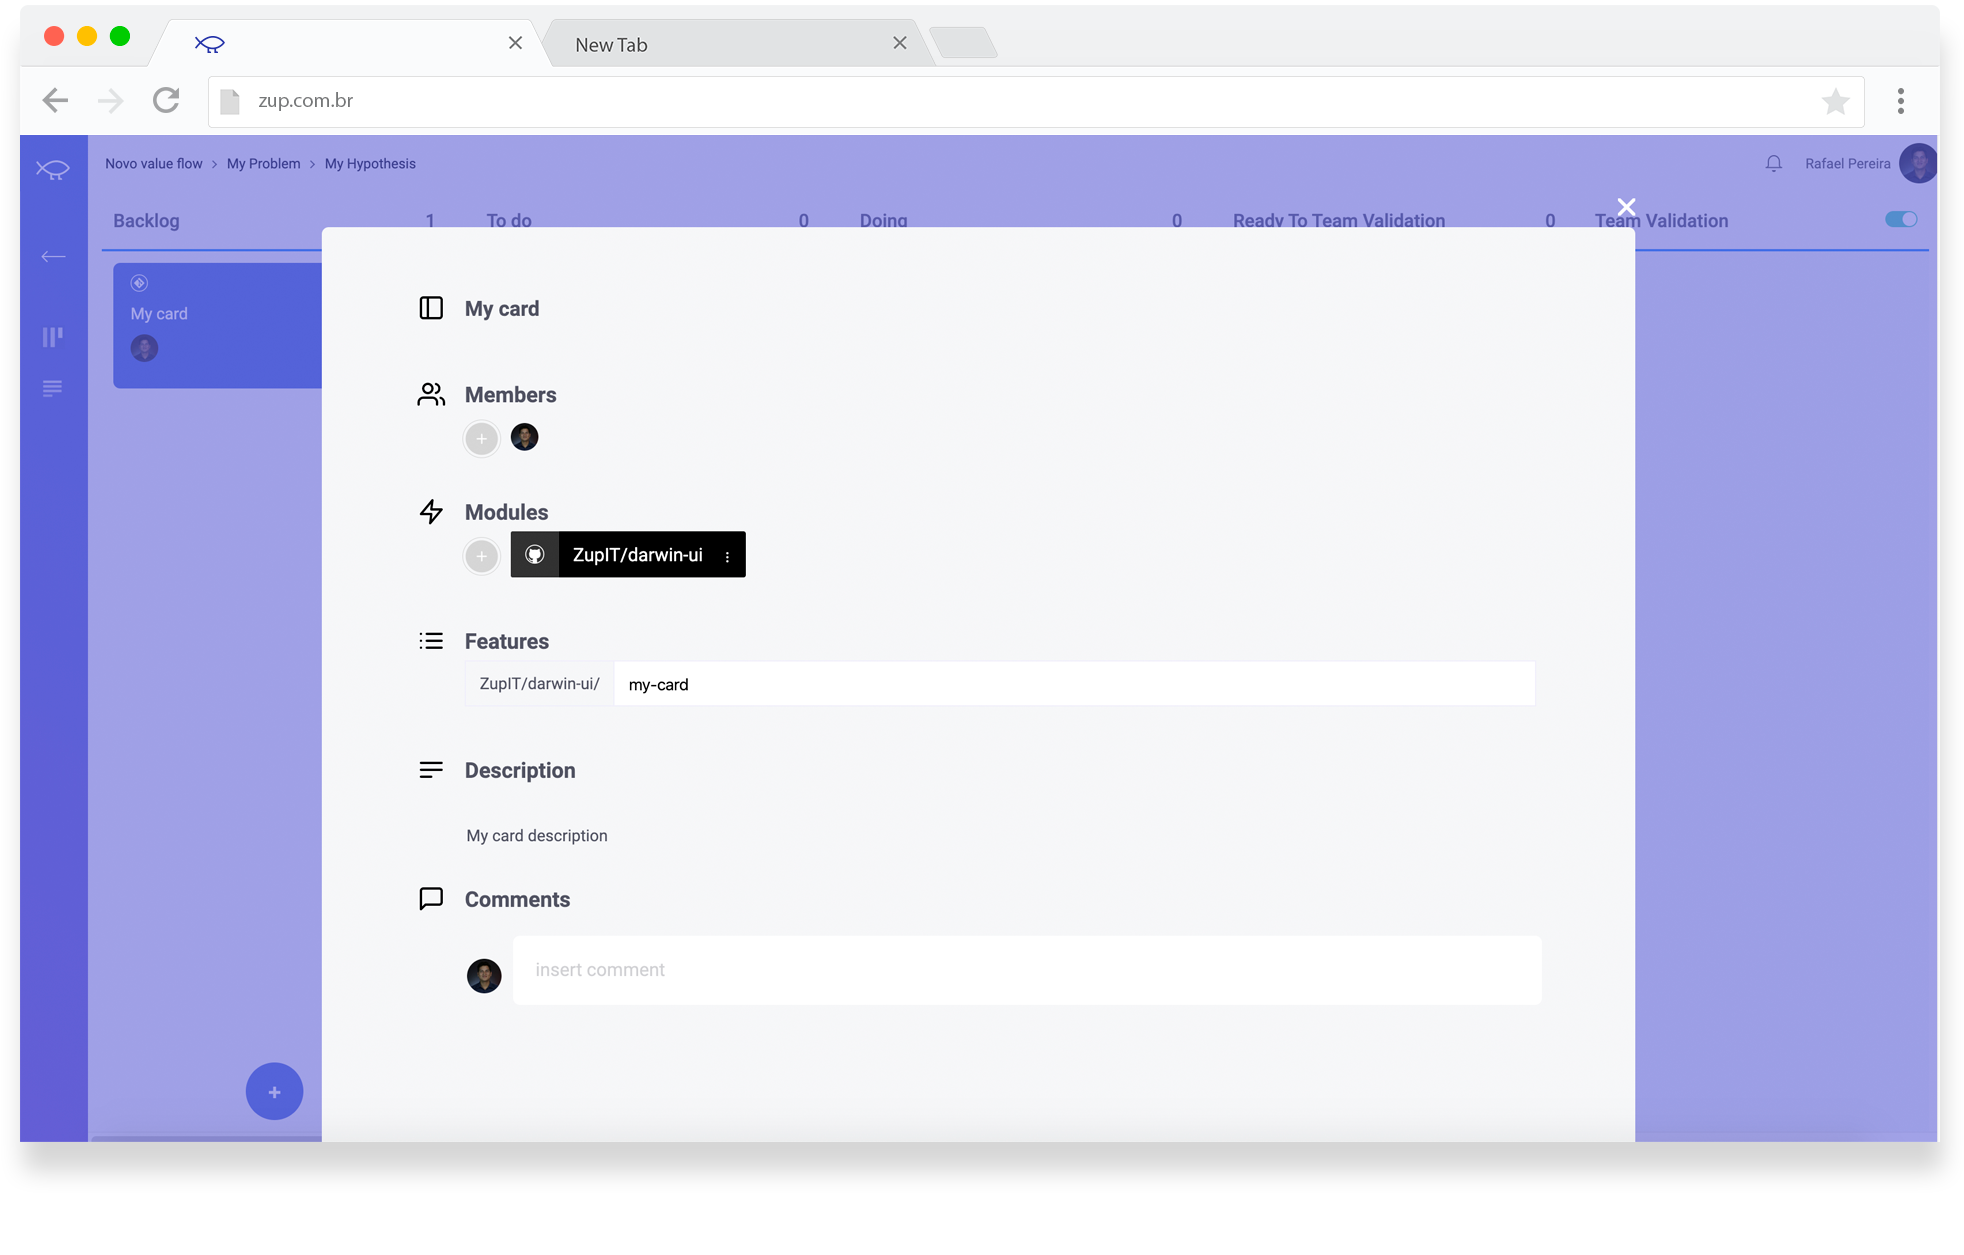 New Tab
zup.com.br
Novo value flow > My Problem > My Hypothesis
Rafael Pereira
Backlog 1 To do 0 Doing 0 Ready To Team Validation 0 Team Validation
My card
My card
Members
Modules
ZupIT/darwin-ui
Features
ZupIT/darwin-ui/ my-card
Description
My card description
Comments
insert comment